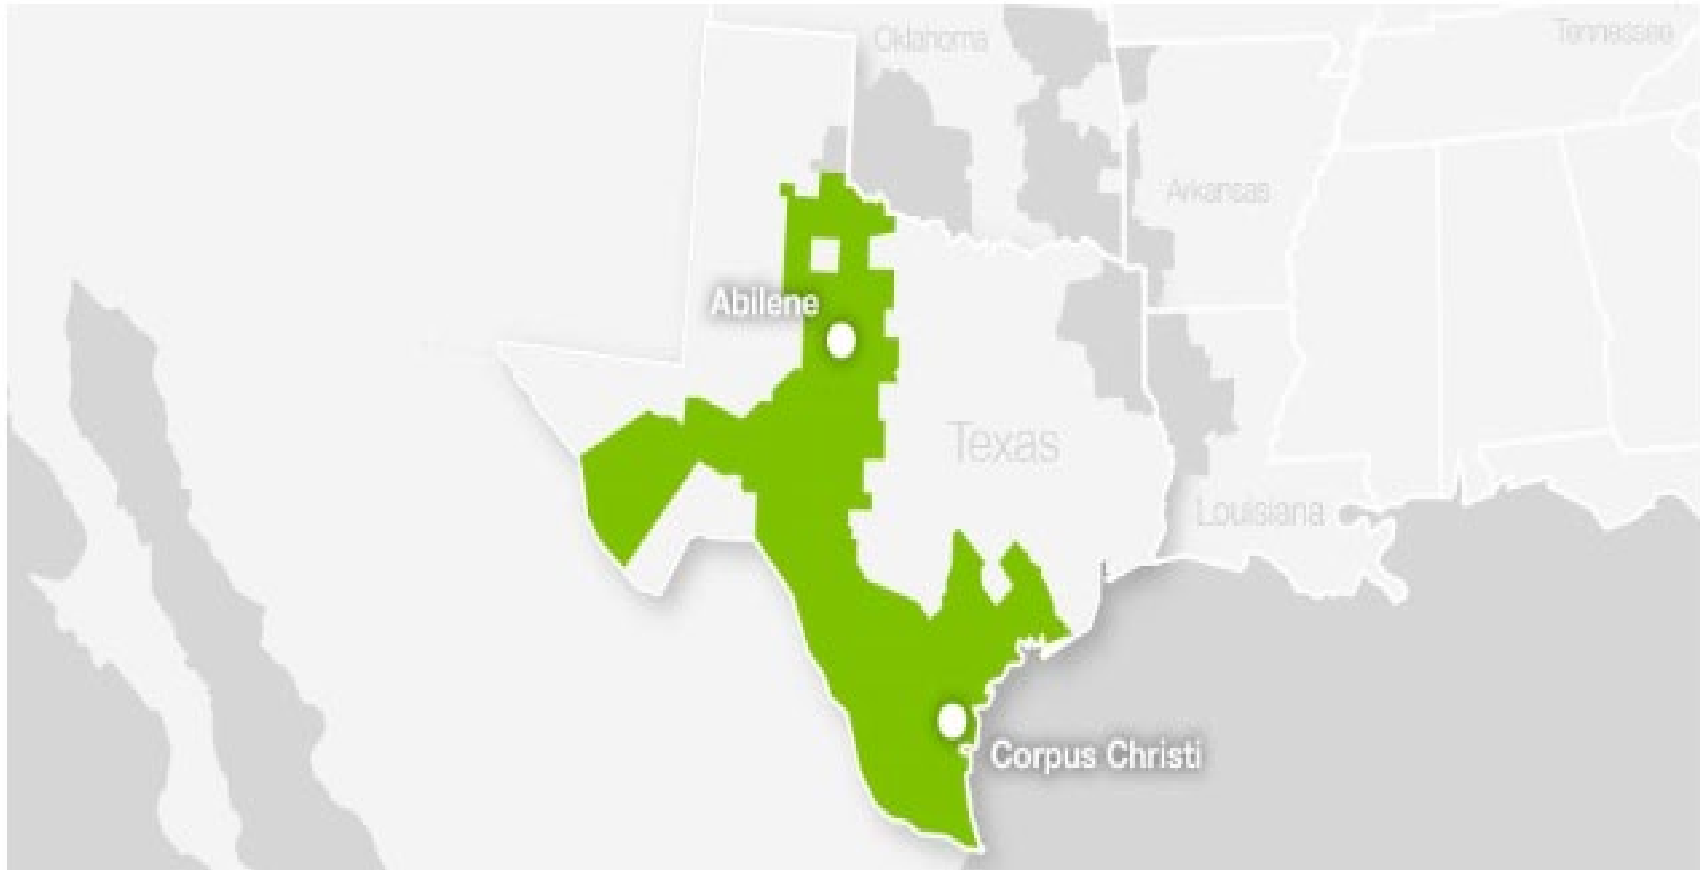 Oklahoma
Tennessee
Arkansas
Abilene
Texas
Louisiana
Corpus Christi